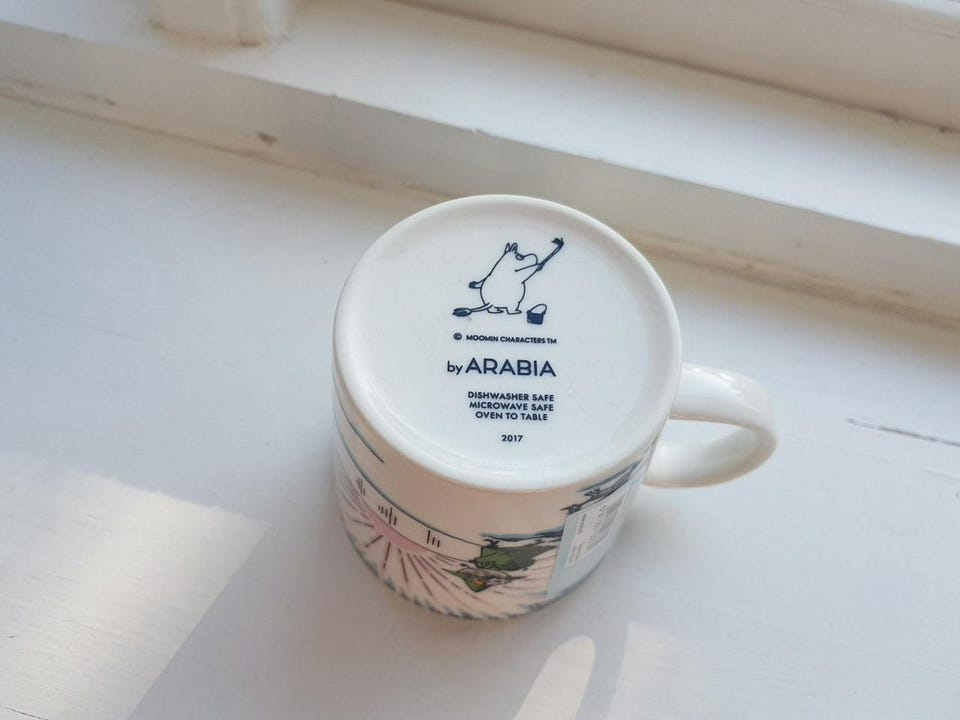 © MOOMIN CHARACTERS TM
by ARABIA
DISHWASHER SAFE
MICROWAVE SAFE
OVEN TO TABLE
2017